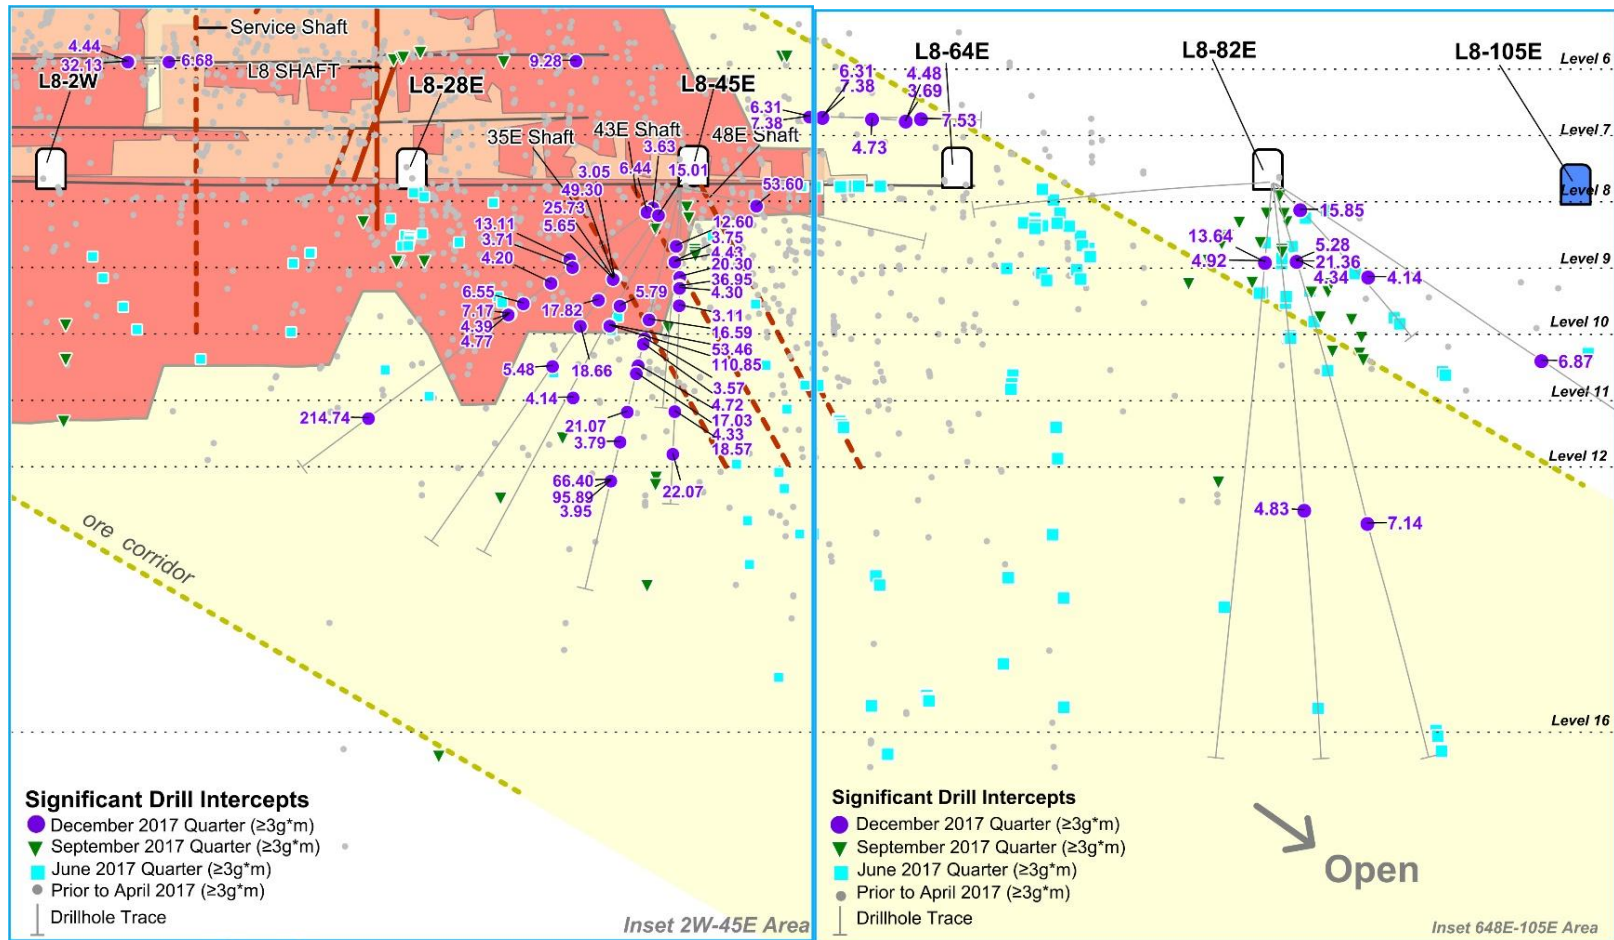 Service Shaft
4.44
32.13
6.68
L8 SHAFT
9.28
L8-2W
L8-28E
L8-45E
35E Shaft
43E Shaft
48E Shaft
3.63
6.44
15.01
3.05
49.30
25.73
5.65
53.60
13.11
3.71
4.20
6.55
7.17
4.39
4.77
17.82
5.79
12.60
3.75
4.43
20.30
36.95
4.30
3.11
16.59
53.46
110.85
3.57
4.72
17.03
4.33
18.57
5.48
18.66
4.14
214.74
21.07
3.79
66.40
95.89
3.95
22.07
ore corridor
Significant Drill Intercepts
December 2017 Quarter (≥3g*m)
September 2017 Quarter (≥3g*m)
June 2017 Quarter (≥3g*m)
Prior to April 2017 (≥3g*m)
Drillhole Trace
Inset 2W-45E Area
L8-64E
L8-82E
L8-105E
Level 6
6.31
7.38
4.48
3.69
6.31
7.38
4.73
7.53
Level 7
Level 8
15.85
13.64
4.92
5.28
21.36
4.34
4.14
Level 9
Level 10
6.87
Level 11
Level 12
4.83
7.14
Level 16
Significant Drill Intercepts
December 2017 Quarter (≥3g*m)
September 2017 Quarter (≥3g*m)
June 2017 Quarter (≥3g*m)
Prior to April 2017 (≥3g*m)
Drillhole Trace
Open
Inset 648E-105E Area